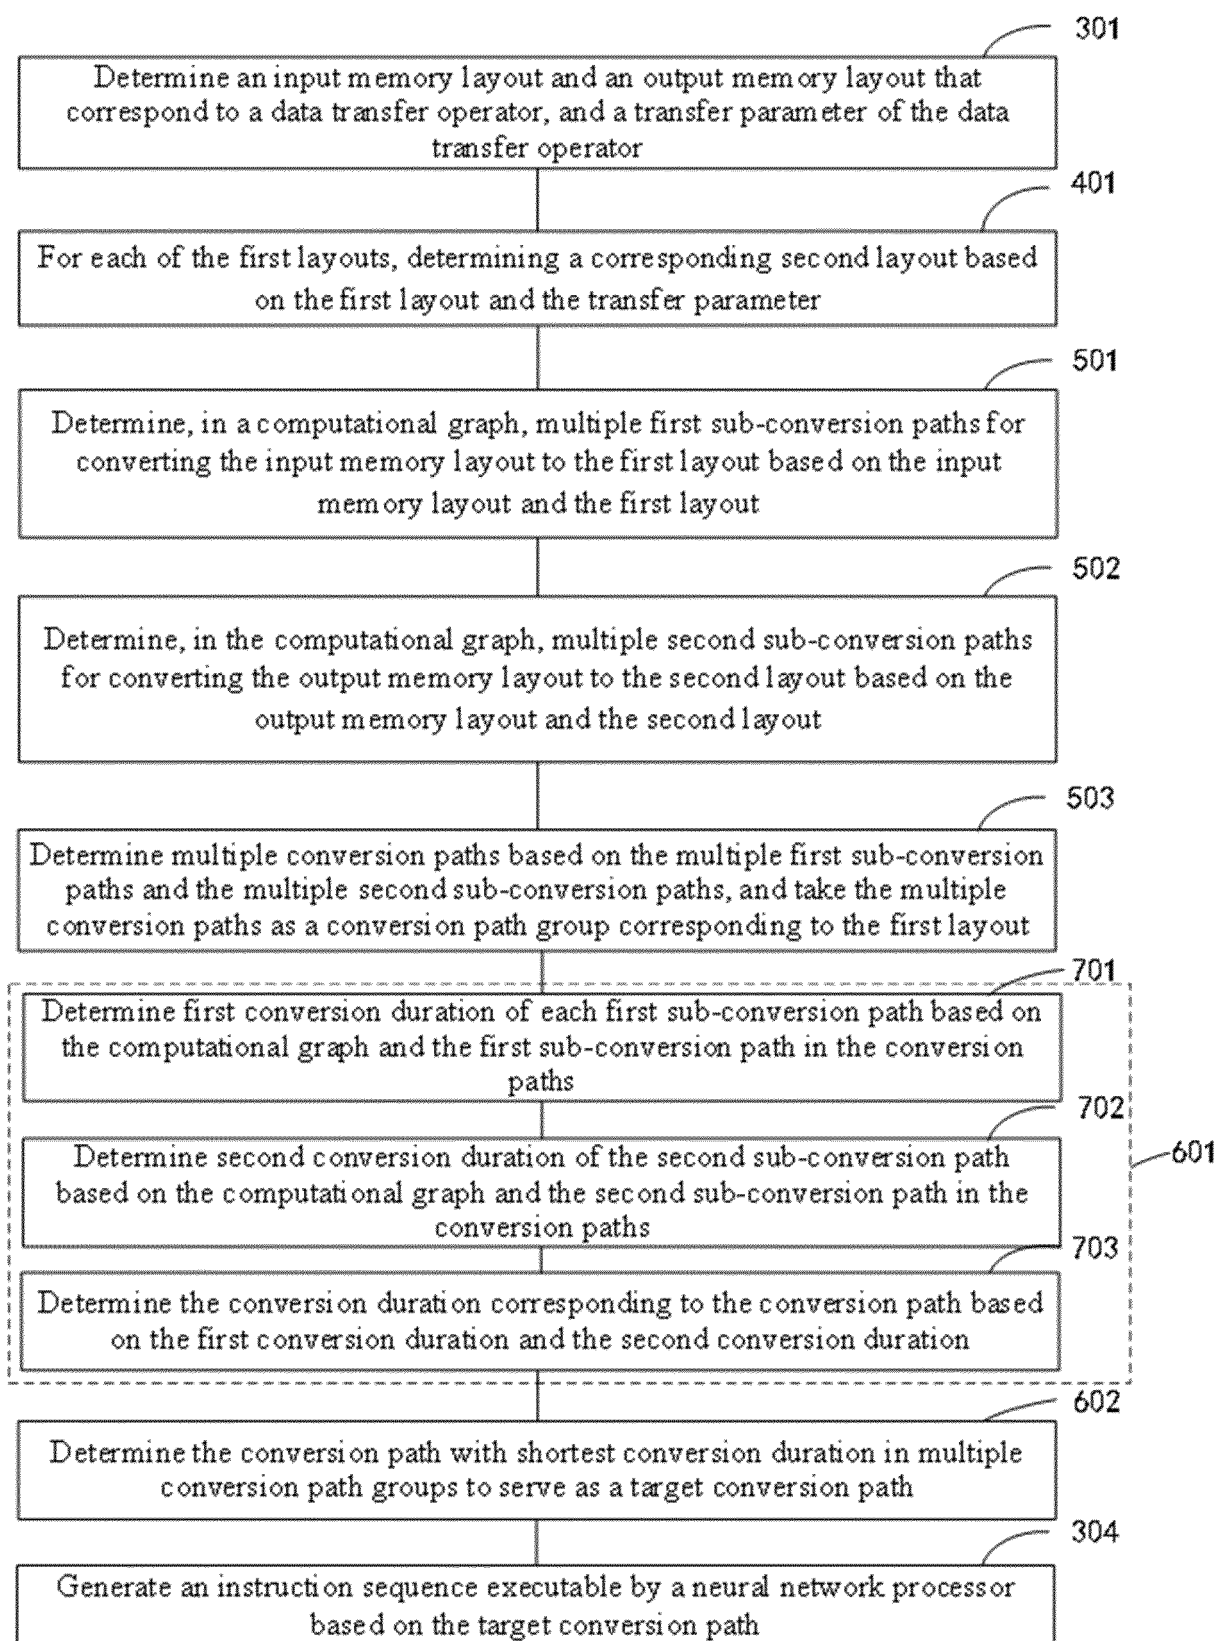 301
Determine an input memory layout and an output memory layout that
correspond to a data transfer operator, and a transfer parameter of the data
transfer operator
401
For each of the first layouts, determining a corresponding second layout based
on the first layout and the transfer parameter
501
Determine, in a computational graph, multiple first sub-conversion paths for
converting the input memory layout to the first layout based on the input
memory layout and the first layout
502
Determine, in the computational graph, multiple second sub-conversion paths
for converting the output memory layout to the second layout based on the
output memory layout and the second layout
503
Determine multiple conversion paths based on the multiple first sub-conversion
paths and the multiple second sub-conversion paths, and take the multiple
conversion paths as a conversion path group corresponding to the first layout
701
Determine first conversion duration of each first sub-conversion path based on
the computational graph and the first sub-conversion path in the conversion
paths
702
Determine second conversion duration of the second sub-conversion path
based on the computational graph and the second sub-conversion path in the
conversion paths
601
703
Determine the conversion duration corresponding to the conversion path based
on the first conversion duration and the second conversion duration
602
Determine the conversion path with shortest conversion duration in multiple
conversion path groups to serve as a target conversion path
304
Generate an instruction sequence executable by a neural network processor
based on the target conversion path